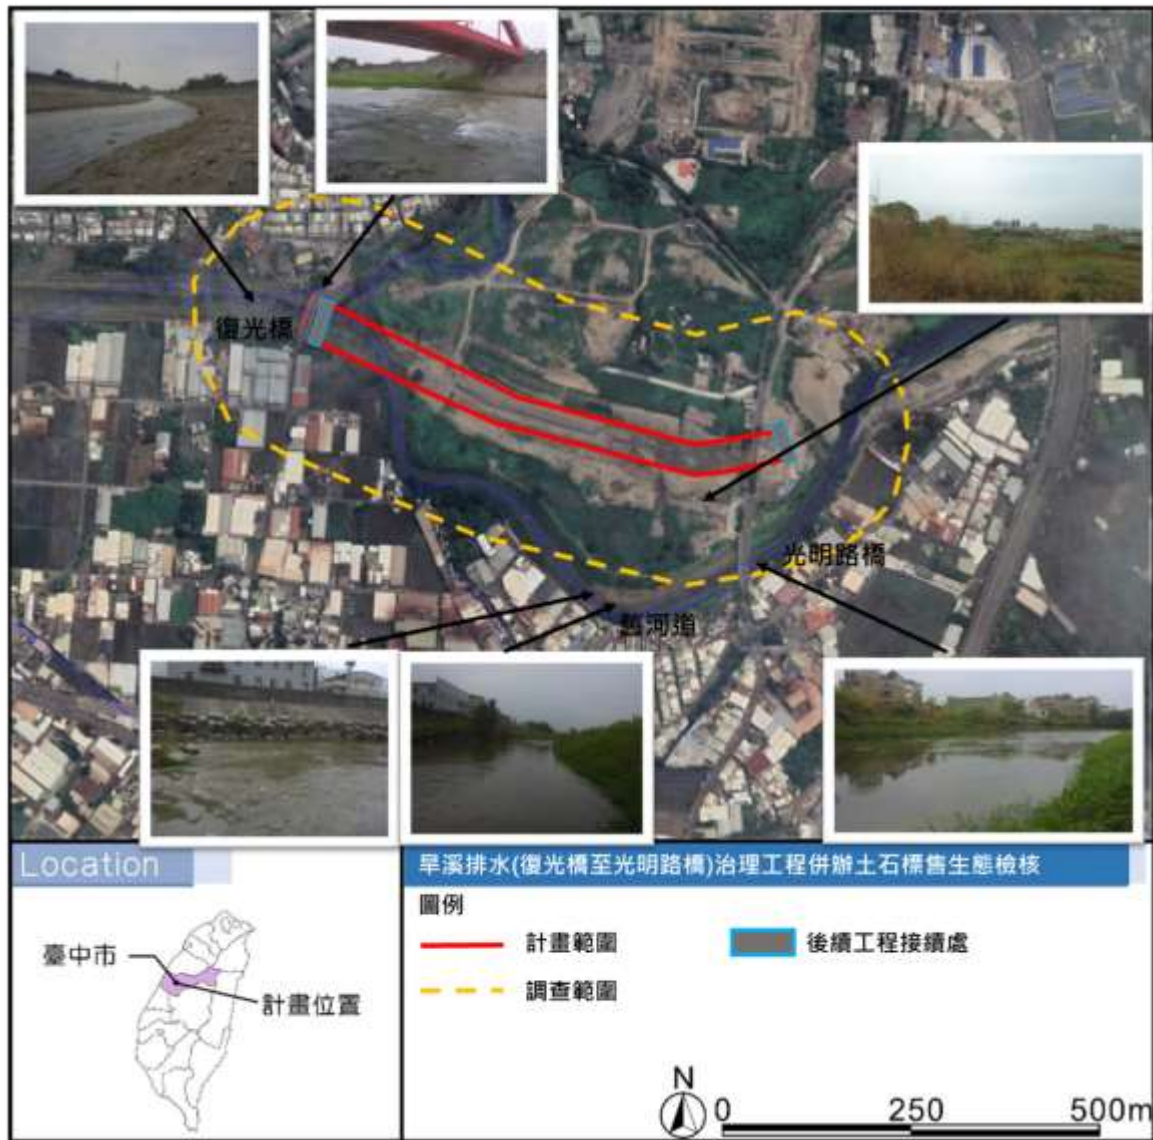 復光橋
光明路橋
舊河道
Location
臺中市
計畫位置
旱溪排水(復光橋至光明路橋)治理工程併辦土石標售生態檢核
圖例
計畫範圍
後續工程接續處
調查範圍
N
0 250 500m